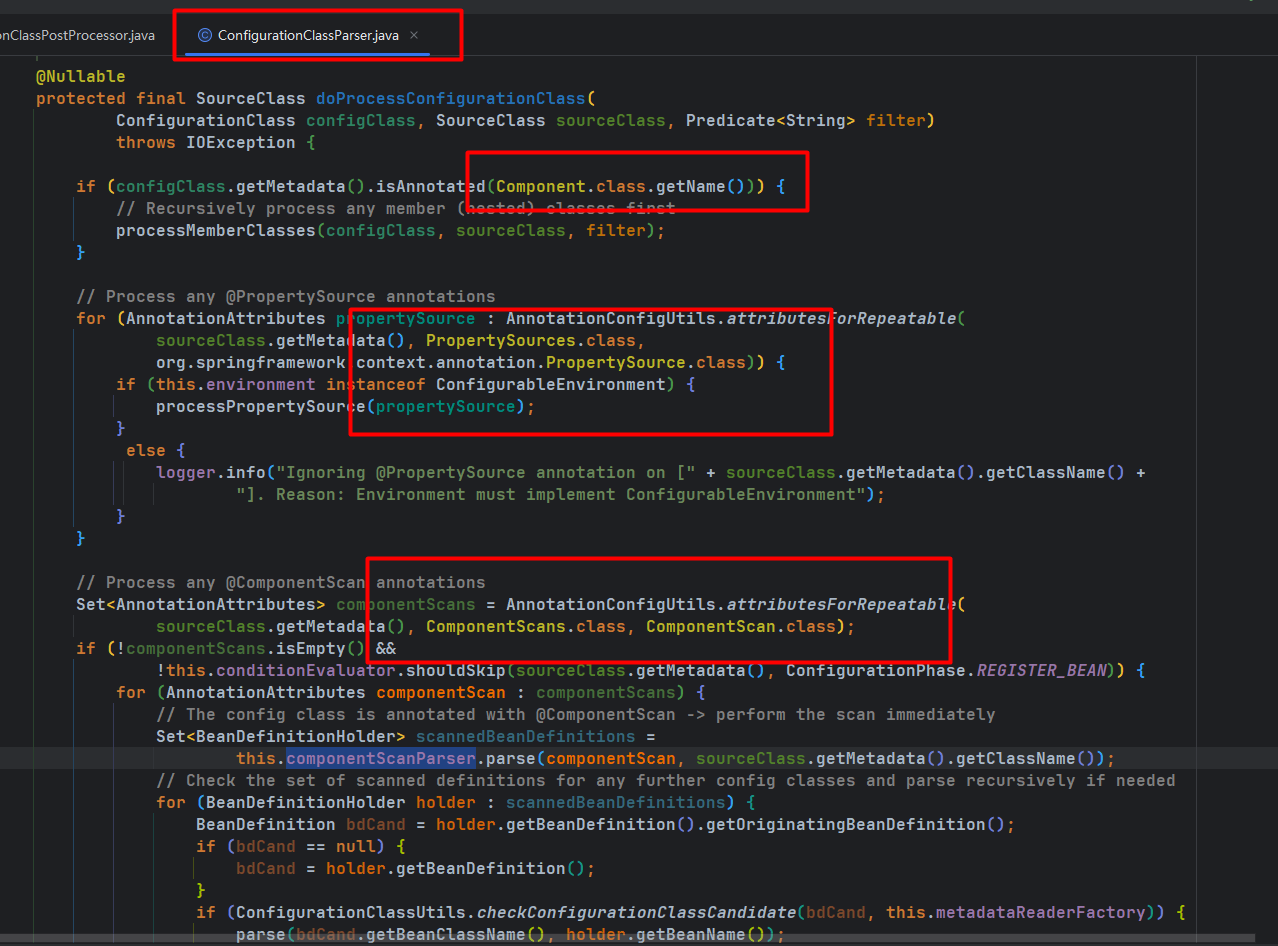 onClassPostProcessor.java
ConfigurationClassParser.java
@Nullable
protected final SourceClass doProcessConfigurationClass(
ConfigurationClass configClass, SourceClass sourceClass, Predicate<String> filter)
throws IOException {
if (configClass.getMetadata().isAnnotated(Component.class.getName())) {
// Recursively process any member (nested) classes first
processMemberClasses(configClass, sourceClass, filter);
}
// Process any @PropertySource annotations
for (AnnotationAttributes propertySource : AnnotationConfigUtils.attributesForRepeatable(
sourceClass.getMetadata(), PropertySources.class,
org.springframework.context.annotation.PropertySource.class)) {
if (this.environment instanceof ConfigurableEnvironment) {
processPropertySource(propertySource);
}
else {
logger.info("Ignoring @PropertySource annotation on [" + sourceClass.getMetadata().getClassName() +
"]. Reason: Environment must implement ConfigurableEnvironment");
}
}
// Process any @ComponentScan annotations
Set<AnnotationAttributes> componentScans = AnnotationConfigUtils.attributesForRepeatable(
sourceClass.getMetadata(), ComponentScans.class, ComponentScan.class);
if (!componentScans.isEmpty() &&
!this.conditionEvaluator.shouldSkip(sourceClass.getMetadata(), ConfigurationPhase.REGISTER_BEAN)) {
for (AnnotationAttributes componentScan : componentScans) {
// The config class is annotated with @ComponentScan -> perform the scan immediately
Set<BeanDefinitionHolder> scannedBeanDefinitions =
this.componentScanParser.parse(componentScan, sourceClass.getMetadata().getClassName());
// Check the set of scanned definitions for any further config classes and parse recursively if needed
for (BeanDefinitionHolder holder : scannedBeanDefinitions) {
BeanDefinition bdCand = holder.getBeanDefinition().getOriginatingBeanDefinition();
if (bdCand == null) {
bdCand = holder.getBeanDefinition();
}
if (ConfigurationClassUtils.checkConfigurationClassCandidate(bdCand, this.metadataReaderFactory)) {
parse(bdCand.getBeanClassName(), holder.getBeanName());